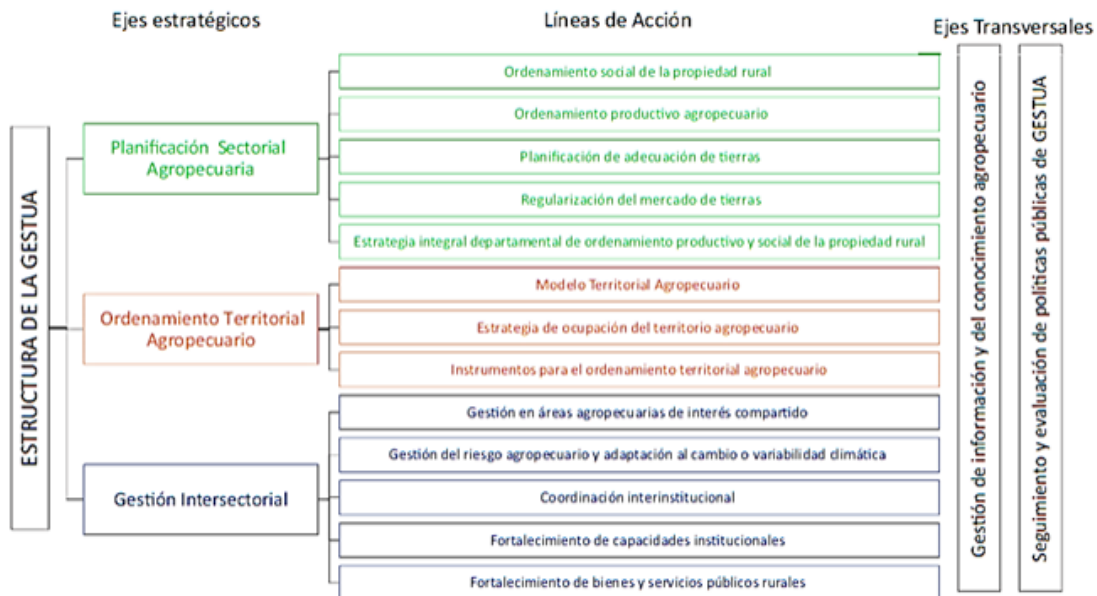 Ejes estratégicos
Líneas de Acción
Ejes Transversales
ESTRUCTURA DE LA GESTUA
Planificación Sectorial
Agropecuaria
Ordenamiento social de la propiedad rural
Ordenamiento productivo agropecuario
Planificación de adecuación de tierras
Regularización del mercado de tierras
Estrategia integral departamental de ordenamiento productivo y social de la propiedad rural
Ordenamiento Territorial
Agropecuario
Modelo Territorial Agropecuario
Estrategia de ocupación del territorio agropecuario
Instrumentos para el ordenamiento territorial agropecuario
Gestión Intersectorial
Gestión en áreas agropecuarias de interés compartido
Gestión del riesgo agropecuario y adaptación al cambio o variabilidad climática
Coordinación interinstitucional
Fortalecimiento de capacidades institucionales
Fortalecimiento de bienes y servicios públicos rurales
Gestión de información y del conocimiento agropecuario
Seguimiento y evaluación de políticas públicas de GESTUA